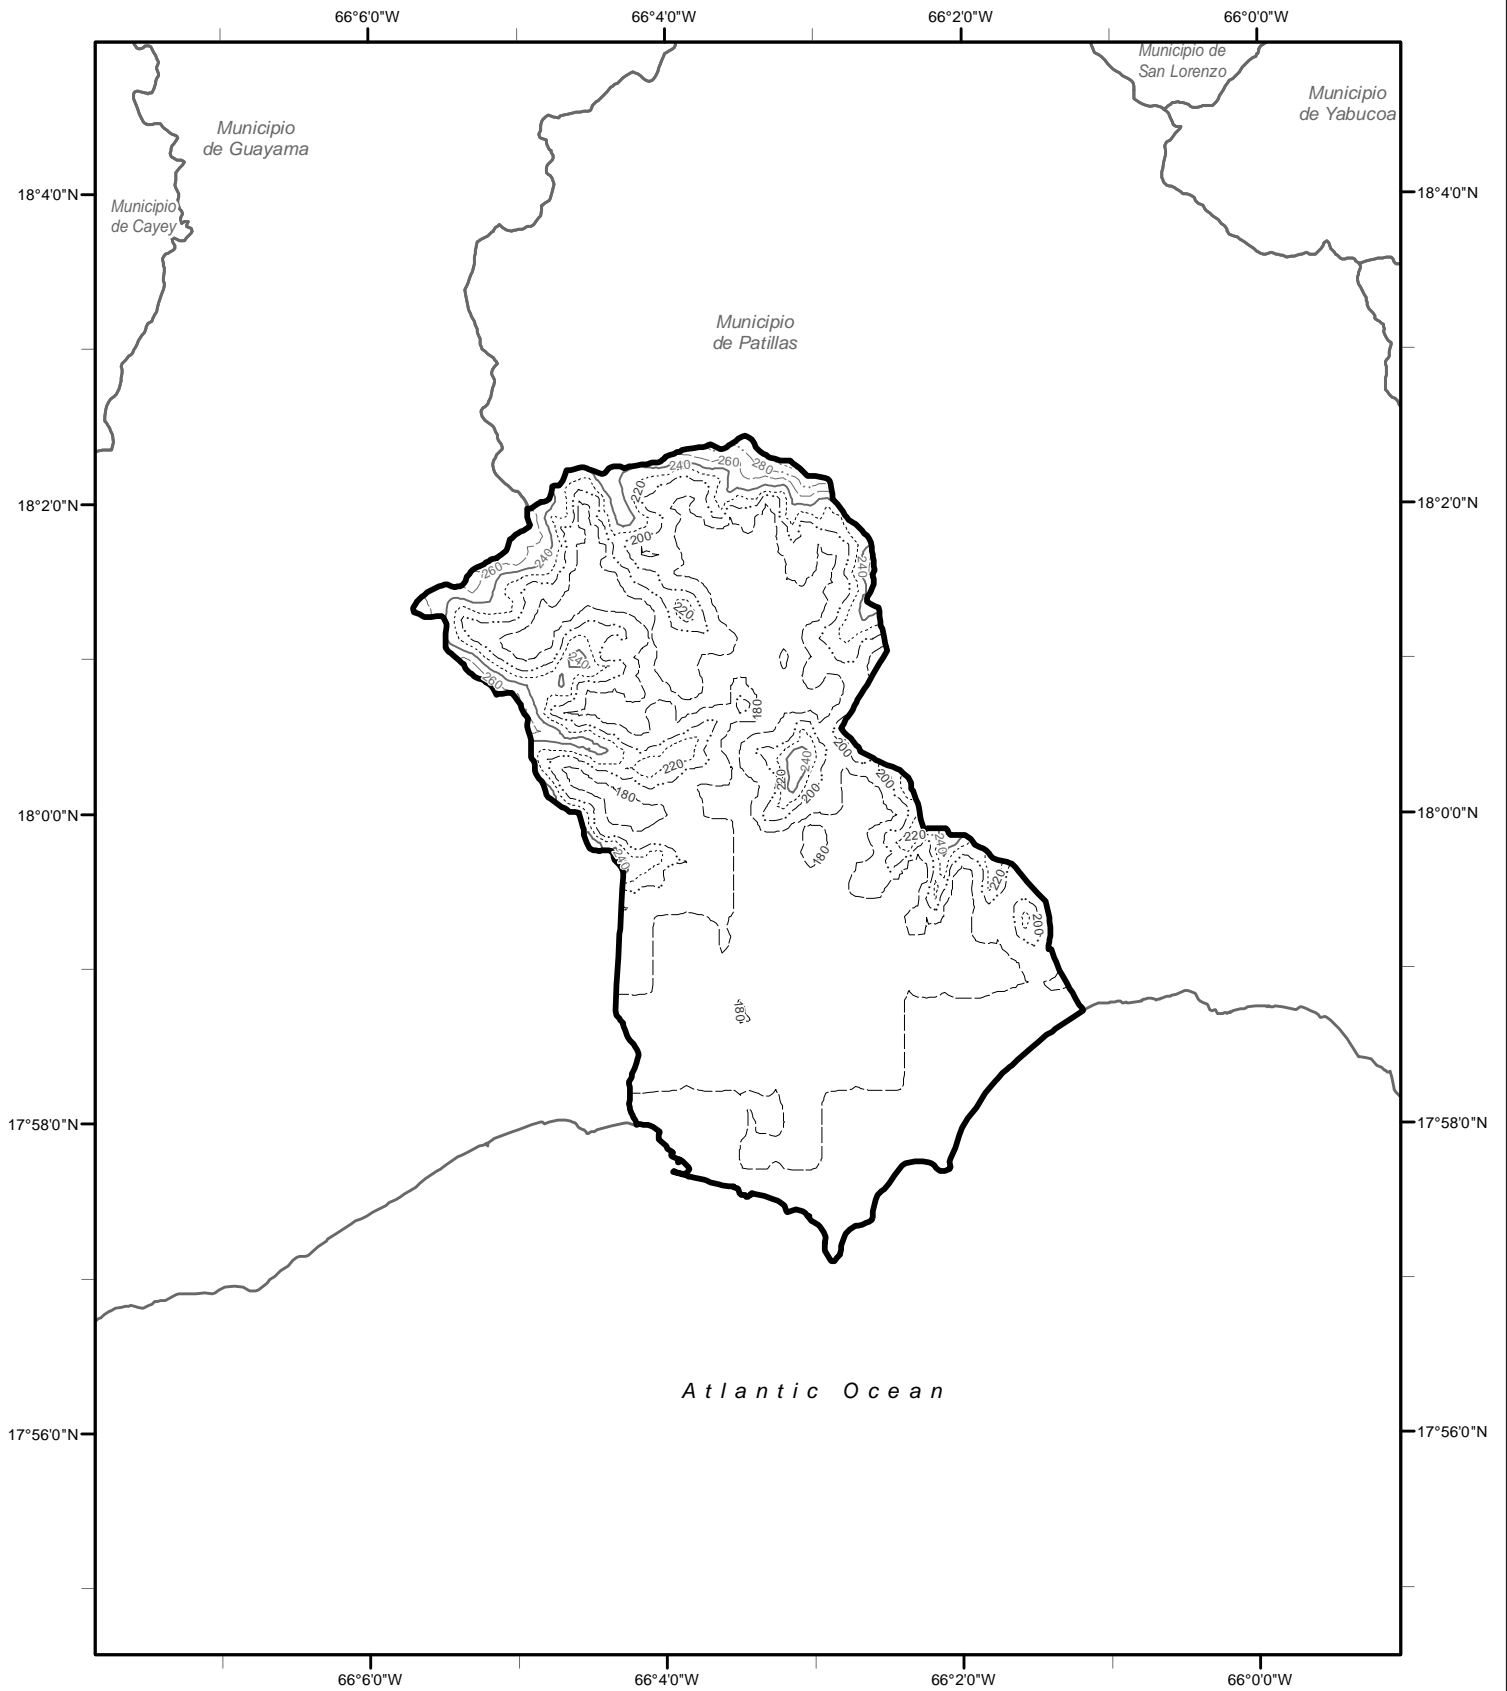 66°6'0"W
66°4'0"W
66°2'0"W
66°0'0"W
Municipio de
San Lorenzo
Municipio
de Yabucoa
Municipio
de Guayama
18°4'0"N
18°4'0"N
Municipio
de Cayey
Municipio
de Patillas
240
260
280
220
18°2'0"N
18°2'0"N
200
240
260
240
220
240
260
180
200
220
240
220
200
200
180
18°0'0"N
18°0'0"N
220
240
180
240
220
200
180
17°58'0"N
17°58'0"N
Atlantic Ocean
17°56'0"N
17°56'0"N
66°6'0"W
66°4'0"W
66°2'0"W
66°0'0"W